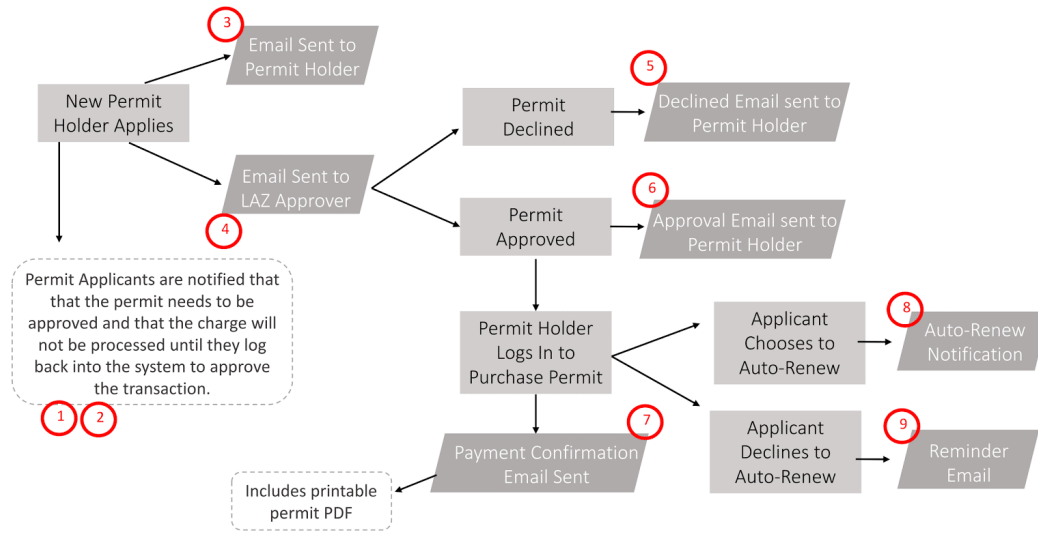 3
Email Sent to
Permit Holder
New Permit
Holder Applies
Email Sent to
LAZ Approver
4
5
Permit
Declined
Declined Email sent to
Permit Holder
6
Permit
Approved
Approval Email sent to
Permit Holder
Permit Applicants are notified that
that the permit needs to be
approved and that the charge will
not be processed until they log
back into the system to approve
the transaction.
1
2
Permit Holder
Logs In to
Purchase Permit
Applicant
Chooses to
Auto-Renew
8
Auto-Renew
Notification
7
Payment Confirmation
Email Sent
Includes printable
permit PDF
Applicant
Declines to
Auto-Renew
9
Reminder
Email